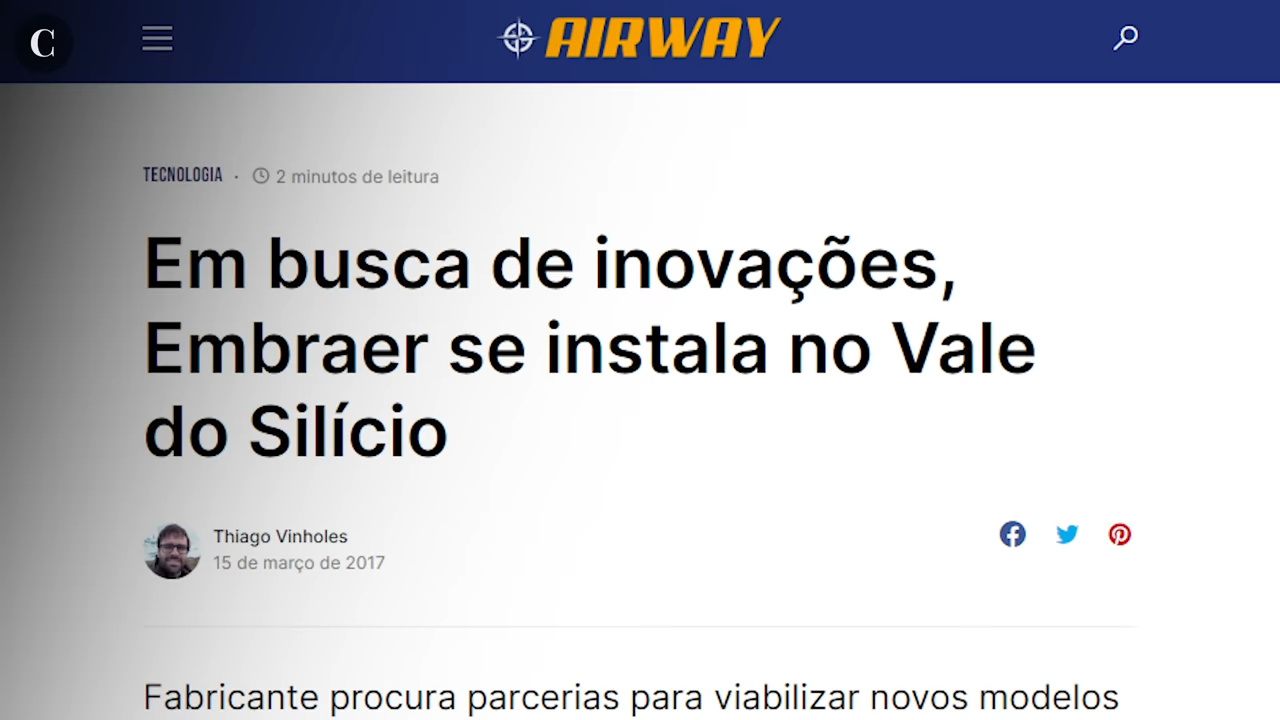 C
AIRWAY
TECNOLOGIA · 2 minutos de leitura
Em busca de inovações,
Embraer se instala no Vale
do Silício
Thiago Vinholes
15 de março de 2017
Fabricante procura parcerias para viabilizar novos modelos